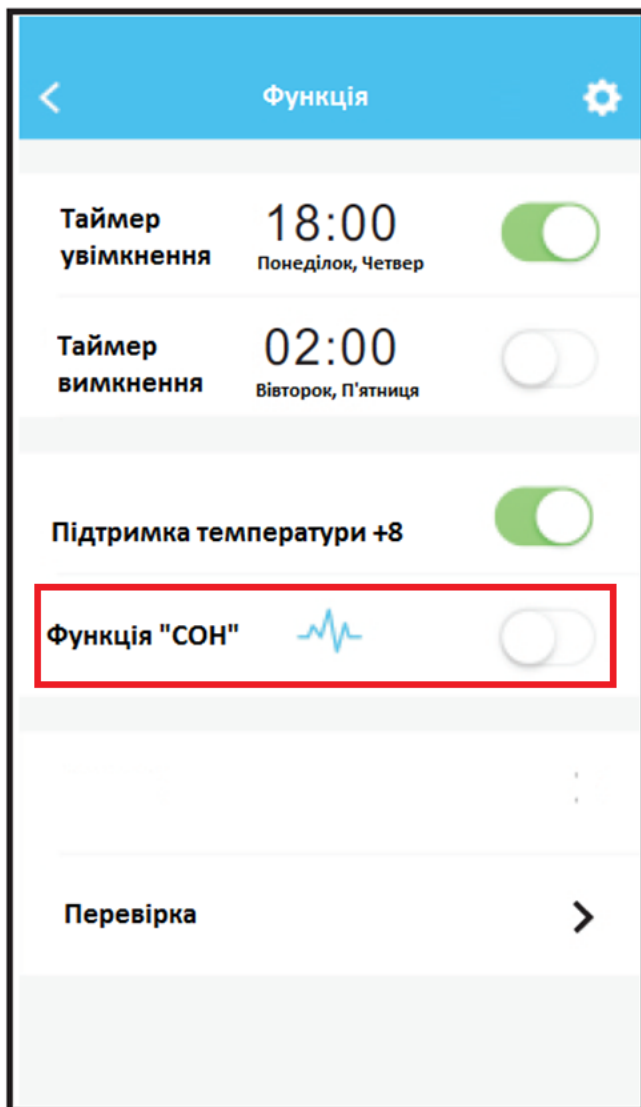 Функція
Таймер
увімкнення
18:00
Понеділок, Четвер
Таймер
вимкнення
02:00
Вівторок, П'ятниця
Підтримка температури +8
Функція "СОН"
Перевірка